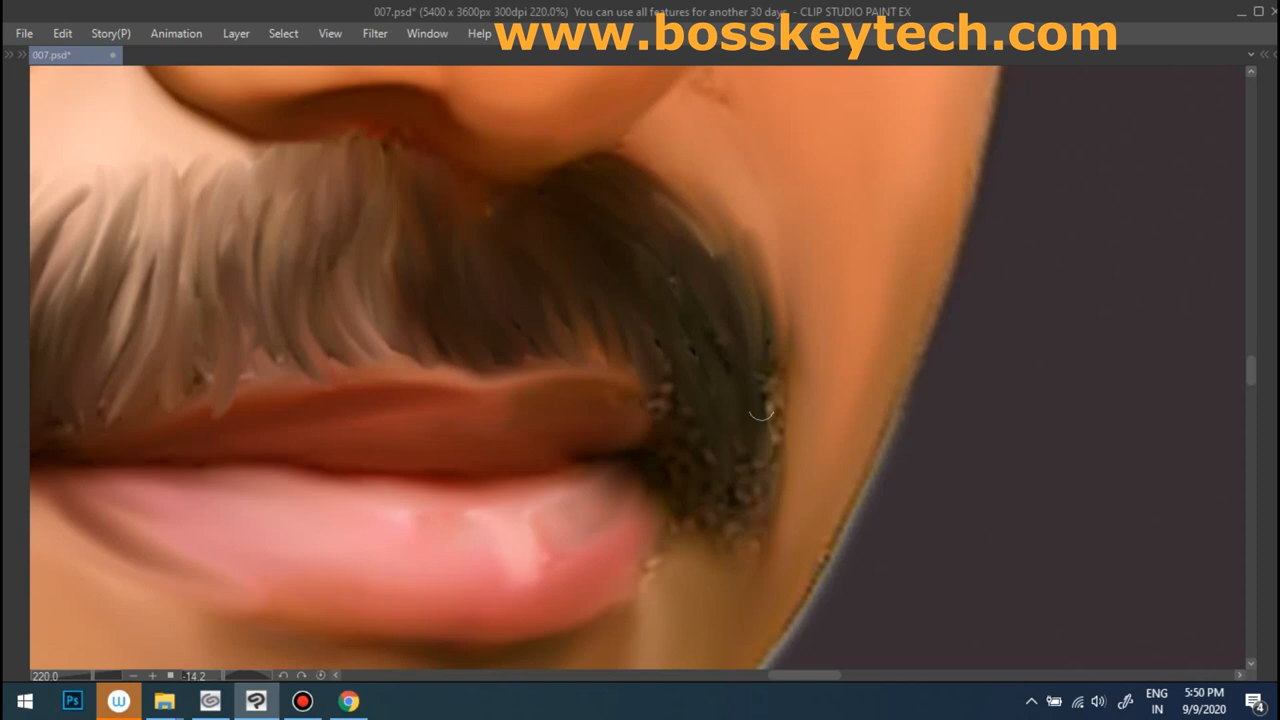 007.psd* (5400 x 3600px 300dpi 220.0%) You can use all features for another 30 days. - CLIP STUDIO PAINT EX
www.bosskeytech.com
File Edit Story(P) Animation Layer Select View Filter Window Help
007.psd*
220.0 -14.2
Ps
ENG 5:50 PM
IN 9/9/2020 4